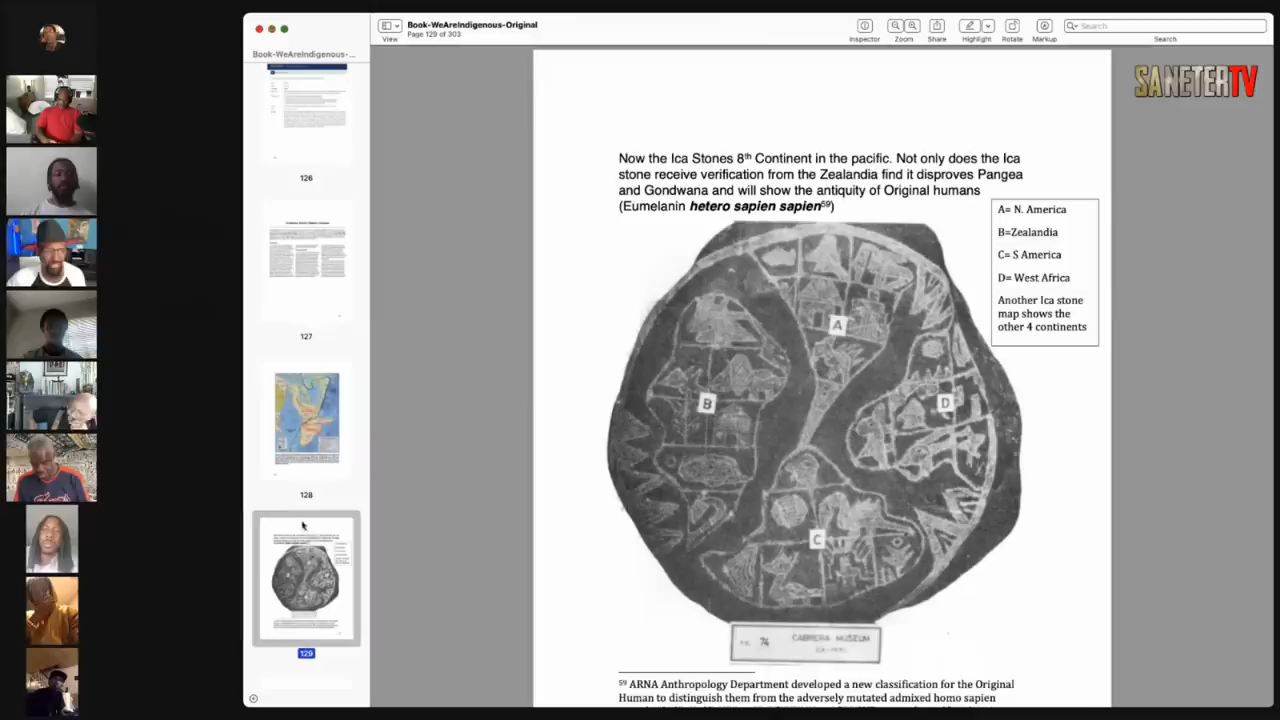 Book-WeAreIndigenous-Original
Page 129 of 303
View
Inspector
Zoom
Share
Highlight
Rotate
Markup
Search
Search
Book-WeAreIndigenous-...
126
127
128
129
SANETERTV
Now the Ica Stones 8th Continent in the pacific. Not only does the Ica
stone receive verification from the Zealandia find it disproves Pangea
and Gondwana and will show the antiquity of Original humans
(Eumelanin hetero sapien sapien59)
A= N. America
B=Zealandia
C= S America
D= West Africa
Another Ica stone
map shows the
other 4 continents
A
B
D
C
74 CABRERA MUSEUM
59 ARNA Anthropology Department developed a new classification for the Original
Human to distinguish them from the adversely mutated admixed homo sapien